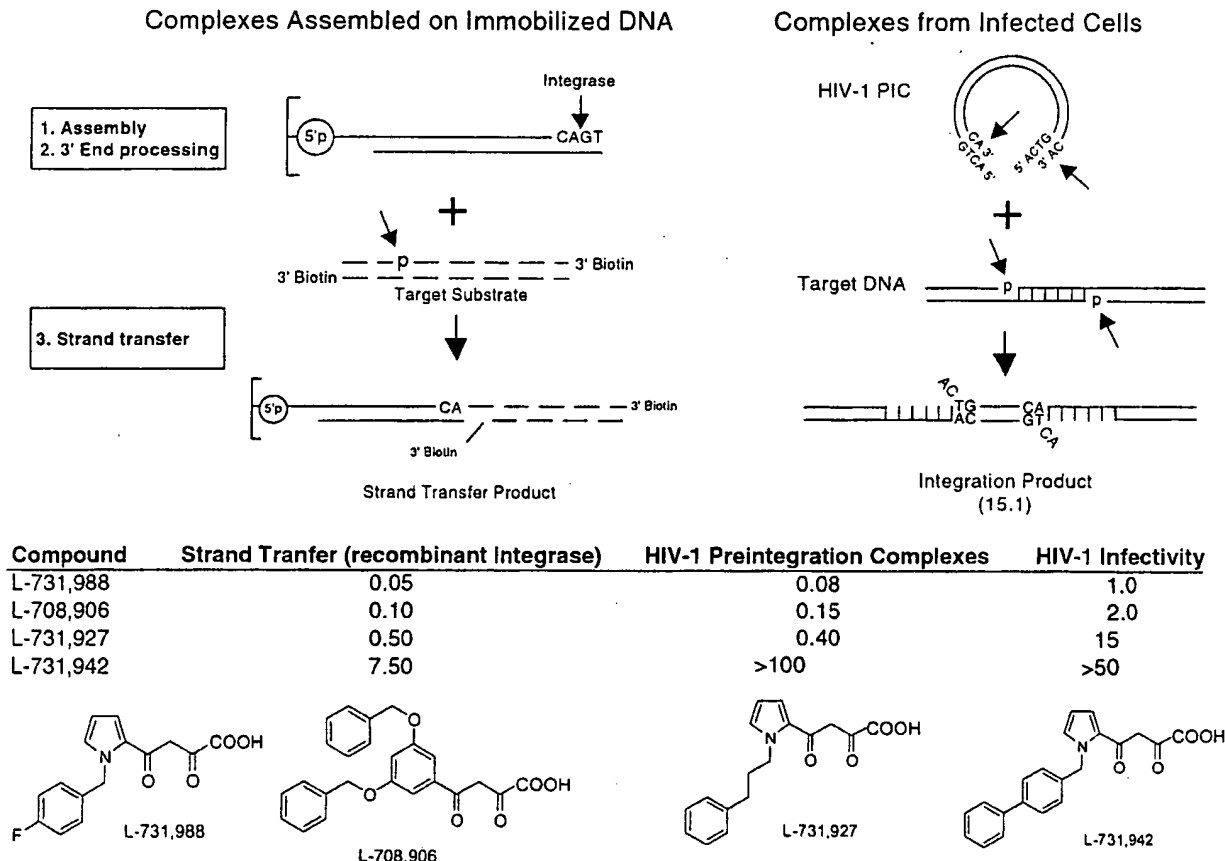 Complexes Assembled on Immobilized DNA
Complexes from Infected Cells
Integrase
1. Assembly
2. 3' End processing
5'p
CAGT
HIV-1 PIC
CA 3'
GTCA 5'
5' ACTG
3' AC
+
+
p
3' Biotin
3' Biotin
Target Substrate
Target DNA
p
p
3. Strand transfer
5'p
CA
3' Biotin
3' Biotin
AC
TG
AC
CA
GT
CA
Strand Transfer Product
Integration Product
(15.1)
Compound Strand Tranfer (recombinant Integrase) HIV-1 Preintegration Complexes HIV-1 Infectivity
L-731,988 0.05 0.08 1.0
L-708,906 0.10 0.15 2.0
L-731,927 0.50 0.40 15
L-731,942 7.50 >100 >50
N
O
O
COOH
F
L-731,988
O
O
O
O
COOH
L-708,906
N
O
O
COOH
L-731,927
N
O
O
COOH
L-731,942